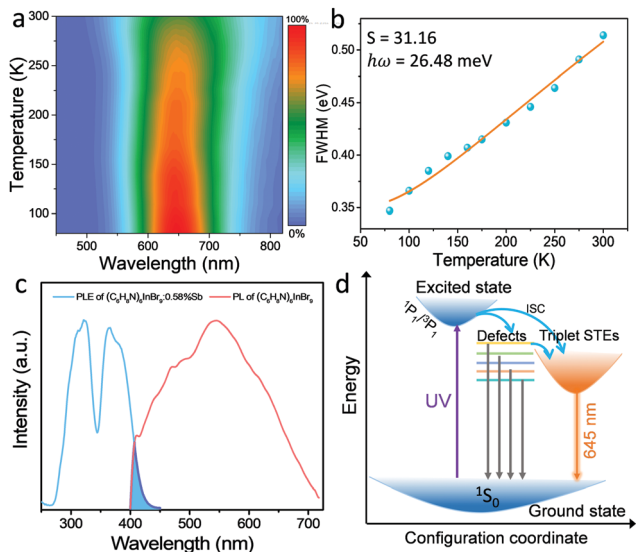 a
100%
0%
Temperature (K)
300
250
200
150
100
500
600
700
800
Wavelength (nm)
b
S = 31.16
ℏω = 26.48 meV
FWHM (eV)
0.50
0.45
0.40
0.35
50
100
150
200
250
300
Temperature (K)
c
PLE of (C₆H₈N)₆InBr₉:0.58%Sb
PL of (C₆H₈N)₆InBr₉
Intensity (a.u.)
250
300
400
500
600
700
Wavelength (nm)
d
Excited state
¹P₁/³P₁
ISC
Defects
Triplet STEs
UV
645 nm
¹S₀
Ground state
Energy
Configuration coordinate